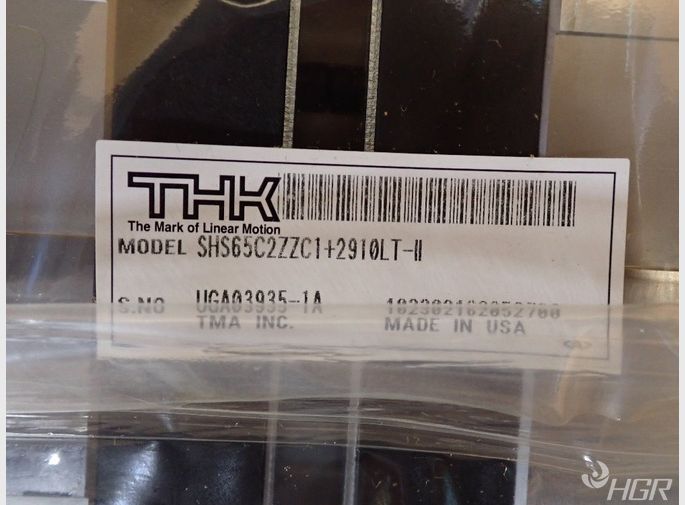 THK
The Mark of Linear Motion
MODEL SHS65C2ZZC1+2910LT-II
S.NO UGA03935-1A
TMA INC. MADE IN USA
HGR